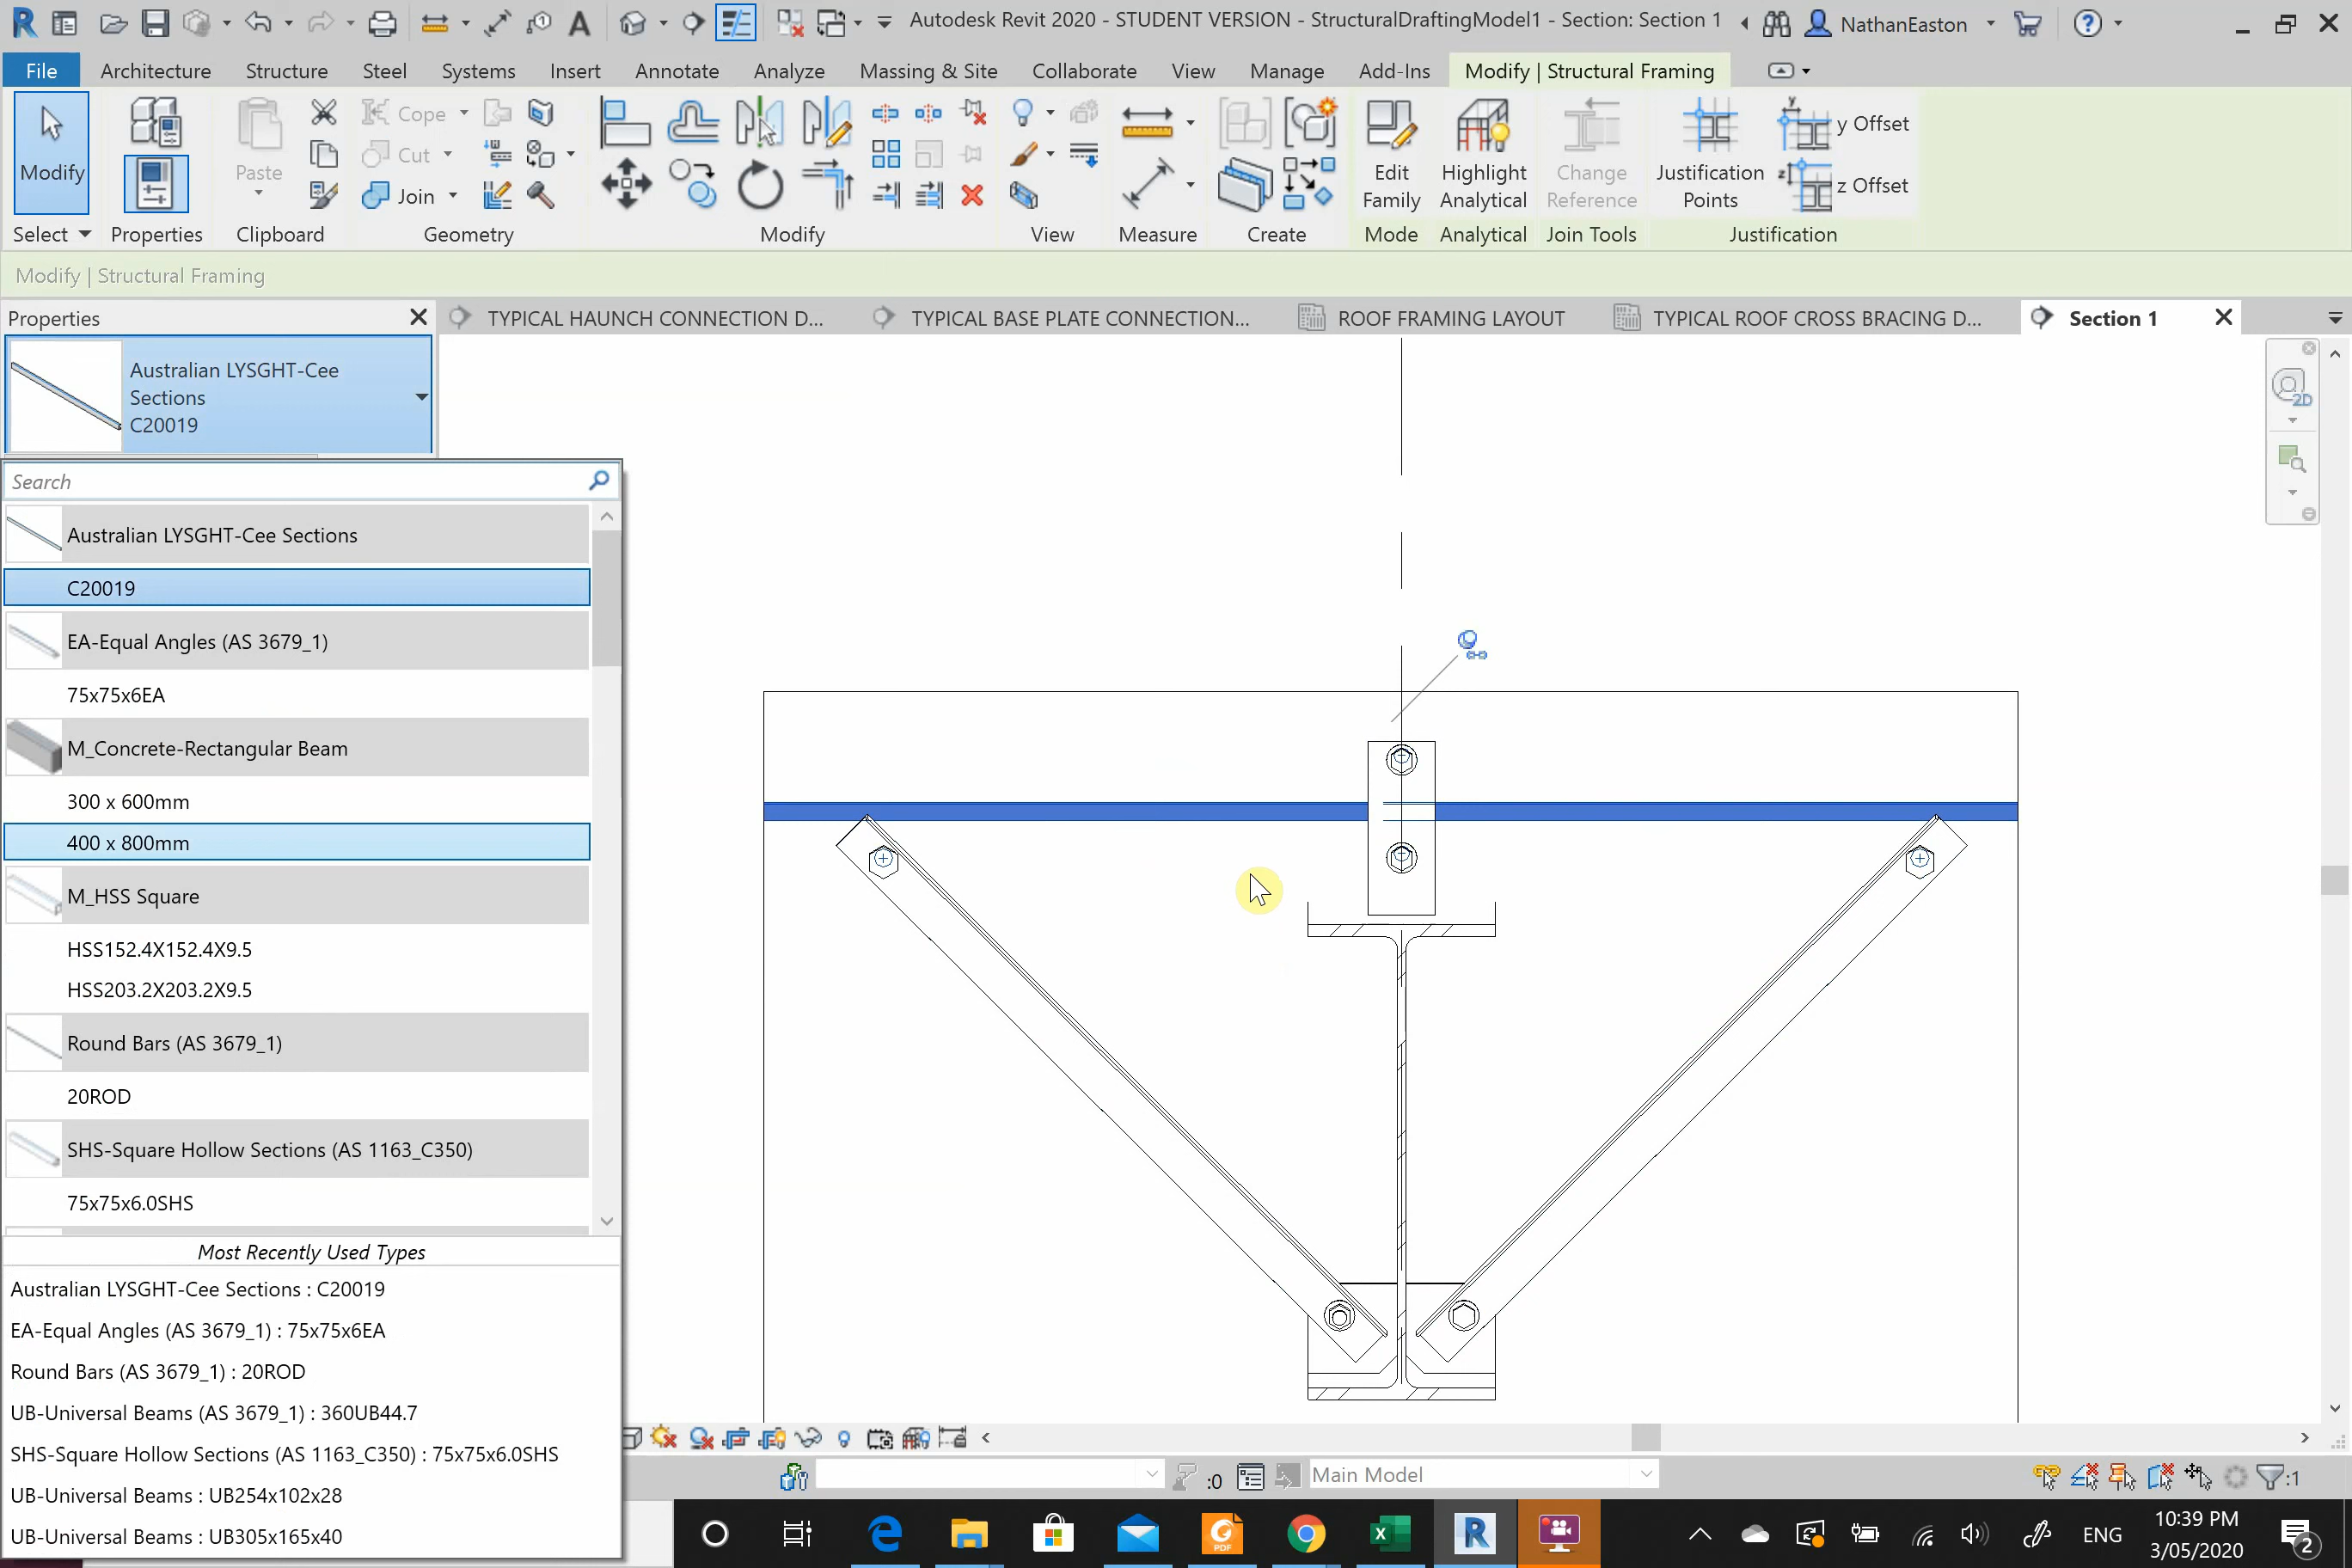 Autodesk Revit 2020 - STUDENT VERSION - StructuralDraftingModel1 - Section: Section 1
NathanEaston
File Architecture Structure Steel Systems Insert Annotate Analyze Massing & Site Collaborate View Manage Add-Ins Modify | Structural Framing
Modify
Paste
Cope
Cut
Join
Edit Family
Highlight Analytical
Change Reference
Justification Points
y Offset
z Offset
Select Properties Clipboard Geometry Modify View Measure Create Mode Analytical Join Tools Justification
Modify | Structural Framing
Properties
TYPICAL HAUNCH CONNECTION D...
TYPICAL BASE PLATE CONNECTION...
ROOF FRAMING LAYOUT
TYPICAL ROOF CROSS BRACING D...
Section 1
Australian LYSGHT-Cee
Sections
C20019
2D
Search
Australian LYSGHT-Cee Sections
C20019
EA-Equal Angles (AS 3679_1)
75x75x6EA
M_Concrete-Rectangular Beam
300 x 600mm
400 x 800mm
M_HSS Square
HSS152.4X152.4X9.5
HSS203.2X203.2X9.5
Round Bars (AS 3679_1)
20ROD
SHS-Square Hollow Sections (AS 1163_C350)
75x75x6.0SHS
Most Recently Used Types
Australian LYSGHT-Cee Sections : C20019
EA-Equal Angles (AS 3679_1) : 75x75x6EA
Round Bars (AS 3679_1) : 20ROD
UB-Universal Beams (AS 3679_1) : 360UB44.7
SHS-Square Hollow Sections (AS 1163_C350) : 75x75x6.0SHS
UB-Universal Beams : UB254x102x28
UB-Universal Beams : UB305x165x40
:0
Main Model
:1
PDF
ENG
10:39 PM
3/05/2020
2